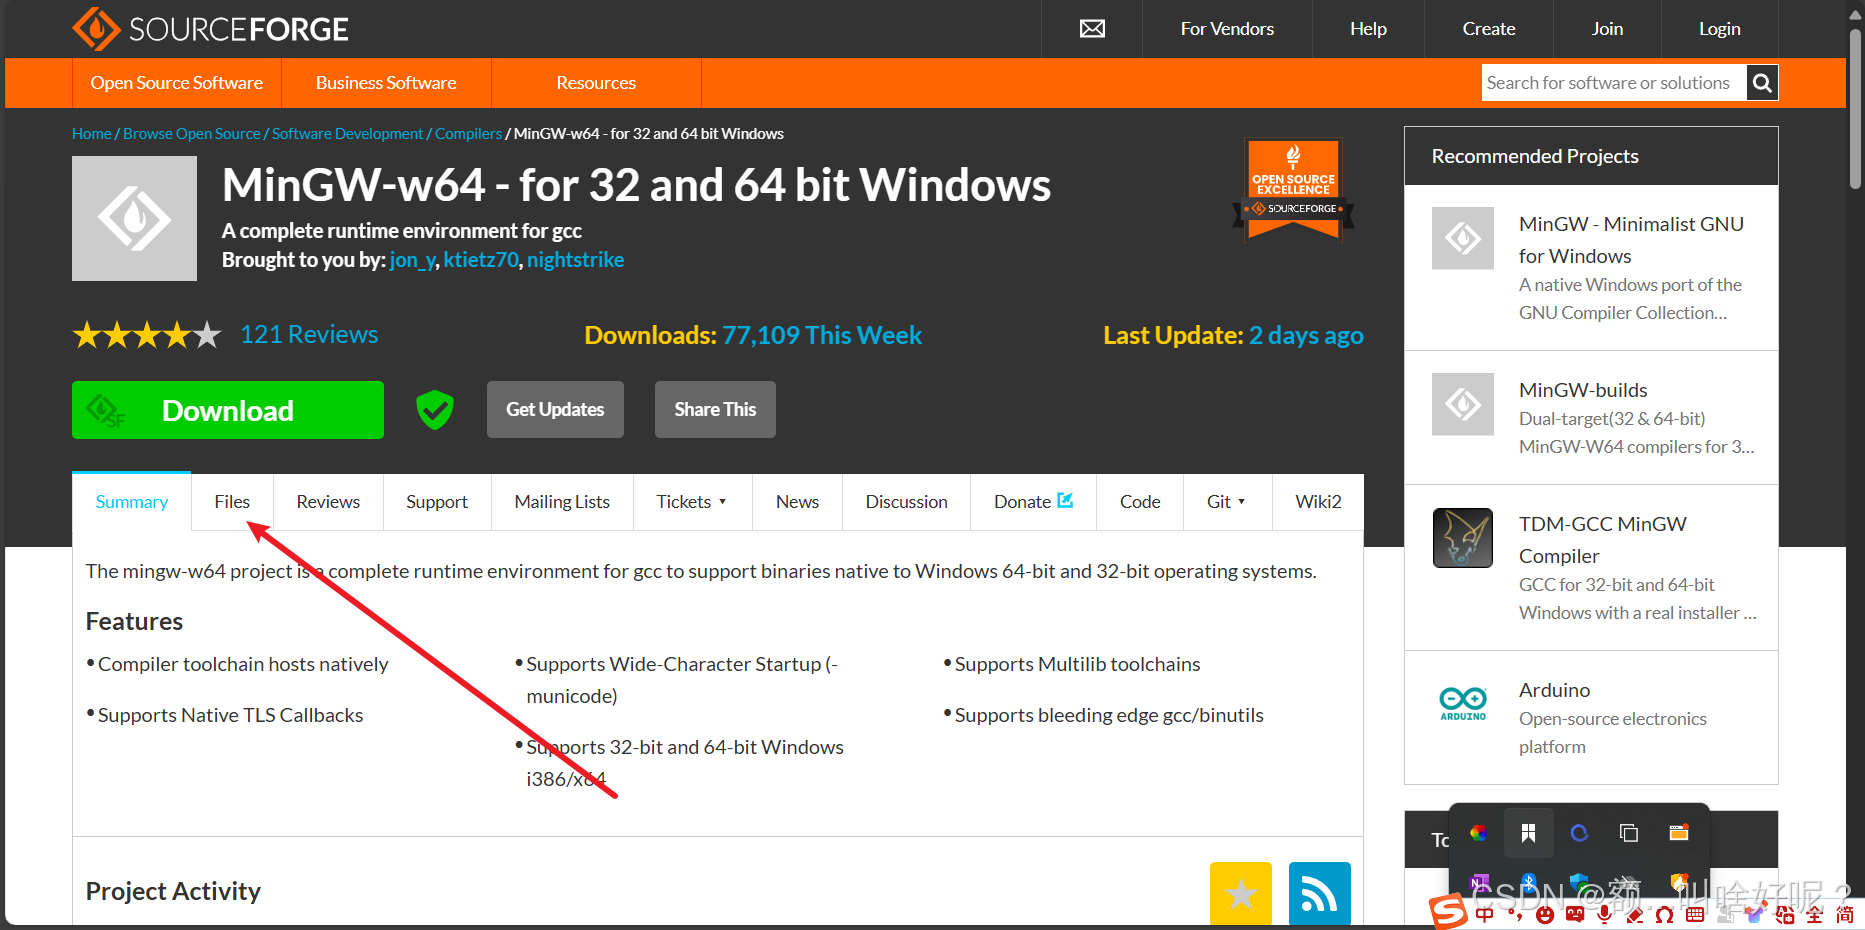 SOURCEFORGE
For Vendors
Help
Create
Join
Login
Open Source Software
Business Software
Resources
Search for software or solutions
Home / Browse Open Source / Software Development / Compilers / MinGW-w64 - for 32 and 64 bit Windows
MinGW-w64 - for 32 and 64 bit Windows
A complete runtime environment for gcc
Brought to you by: jon_y, ktietz70, nightstrike
OPEN SOURCE
EXCELLENCE
SOURCEFORGE
121 Reviews
Downloads: 77,109 This Week
Last Update: 2 days ago
SF
Download
Get Updates
Share This
Summary
Files
Reviews
Support
Mailing Lists
Tickets
News
Discussion
Donate
Code
Git
Wiki2
The mingw-w64 project is a complete runtime environment for gcc to support binaries native to Windows 64-bit and 32-bit operating systems.
Features
Compiler toolchain hosts natively
Supports Native TLS Callbacks
Supports Wide-Character Startup (-
municode)
Supports 32-bit and 64-bit Windows
i386/x64
Supports Multilib toolchains
Supports bleeding edge gcc/binutils
Project Activity
Recommended Projects
MinGW - Minimalist GNU
for Windows
A native Windows port of the
GNU Compiler Collection...
MinGW-builds
Dual-target(32 & 64-bit)
MinGW-W64 compilers for 3...
TDM-GCC MinGW
Compiler
GCC for 32-bit and 64-bit
Windows with a real installer ...
ARDUINO
Arduino
Open-source electronics
platform
N
CSDN @额...叫啥好呢？
S 中 全 简